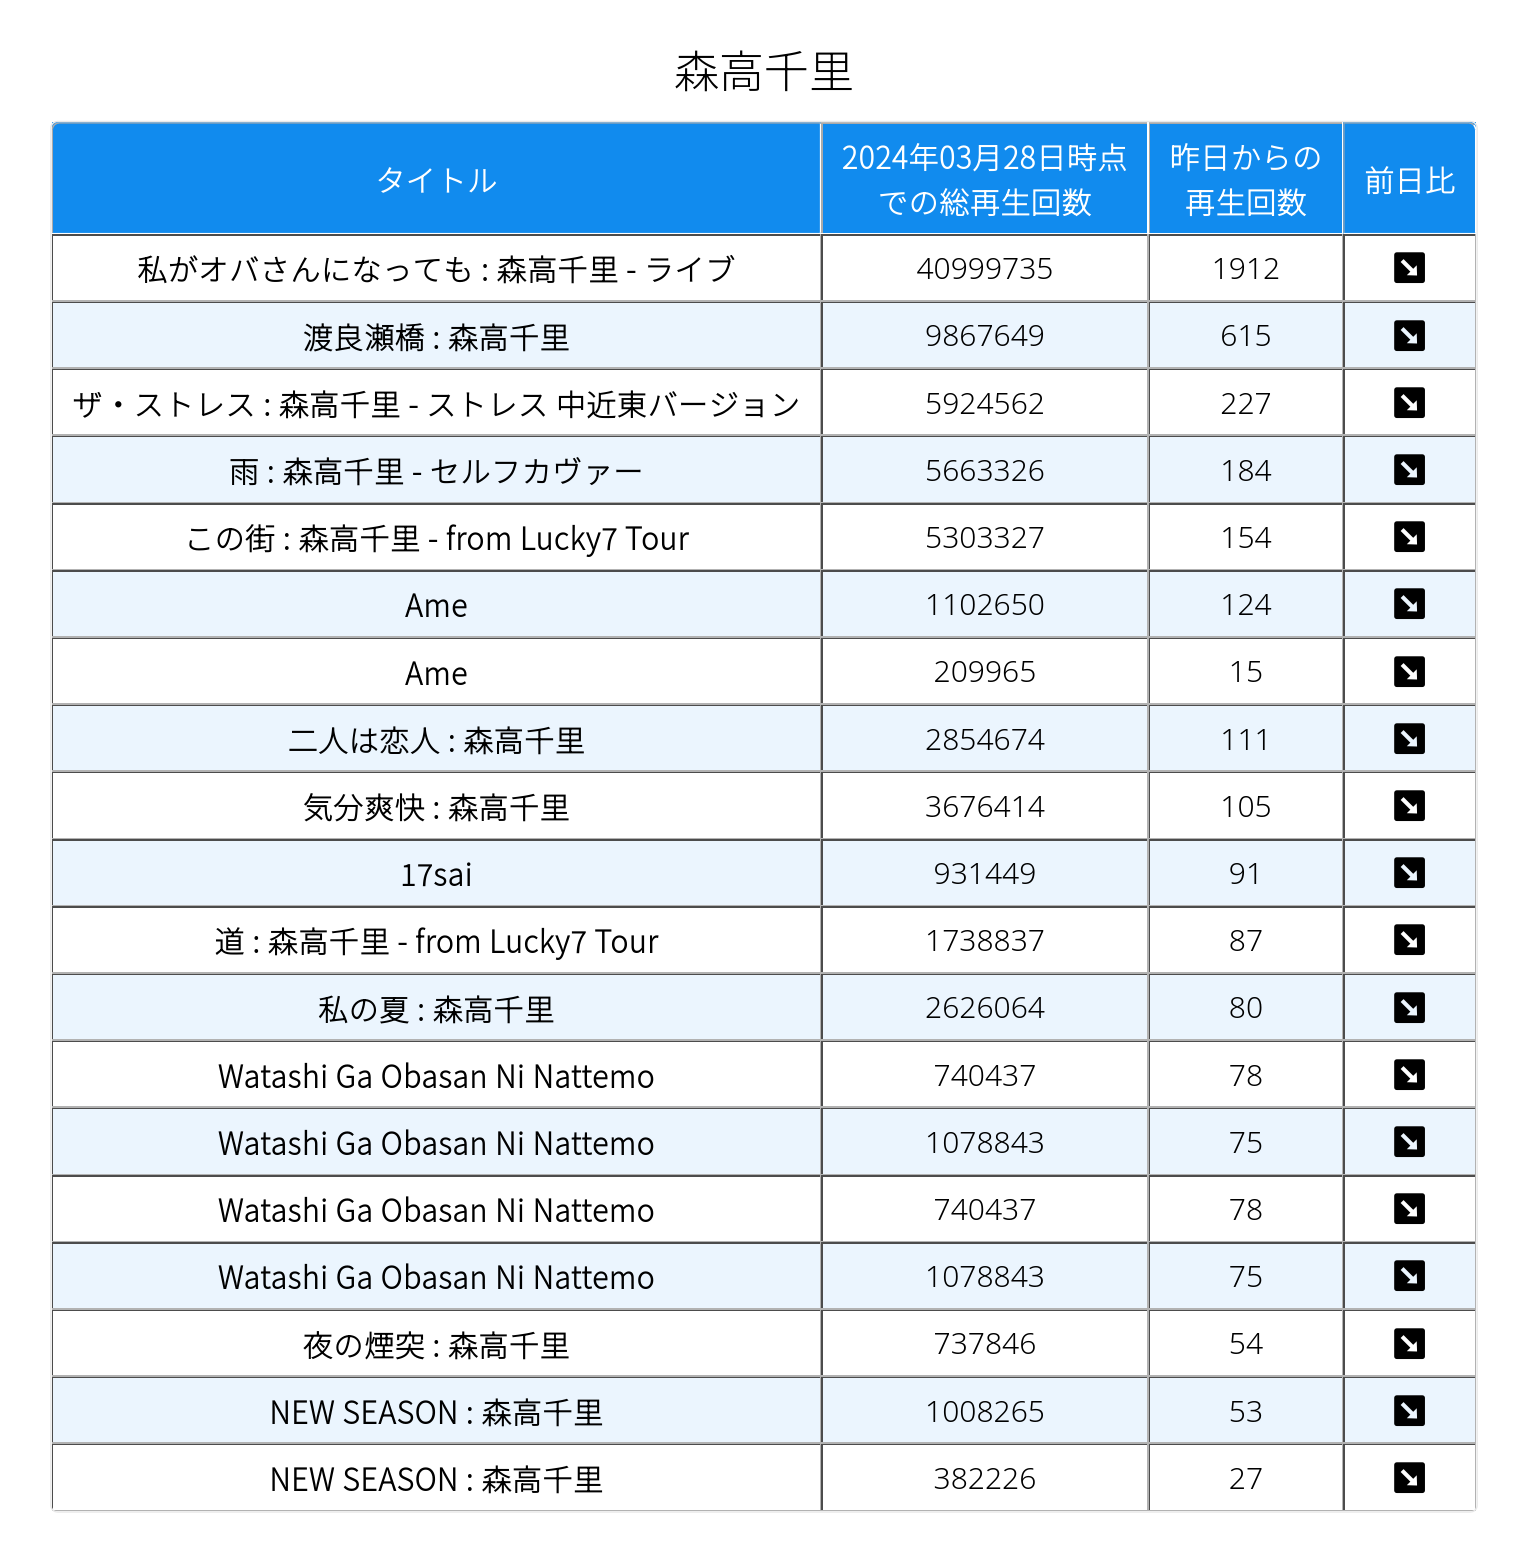 森高千里
タイトル 2024年03月28日時点での総再生回数 昨日からの再生回数 前日比
私がオバさんになっても : 森高千里 - ライブ 40999735 1912
渡良瀬橋 : 森高千里 9867649 615
ザ・ストレス : 森高千里 - ストレス 中近東バージョン 5924562 227
雨 : 森高千里 - セルフカヴァー 5663326 184
この街 : 森高千里 - from Lucky7 Tour 5303327 154
Ame 1102650 124
Ame 209965 15
二人は恋人 : 森高千里 2854674 111
気分爽快 : 森高千里 3676414 105
17sai 931449 91
道 : 森高千里 - from Lucky7 Tour 1738837 87
私の夏 : 森高千里 2626064 80
Watashi Ga Obasan Ni Nattemo 740437 78
Watashi Ga Obasan Ni Nattemo 1078843 75
Watashi Ga Obasan Ni Nattemo 740437 78
Watashi Ga Obasan Ni Nattemo 1078843 75
夜の煙突 : 森高千里 737846 54
NEW SEASON : 森高千里 1008265 53
NEW SEASON : 森高千里 382226 27